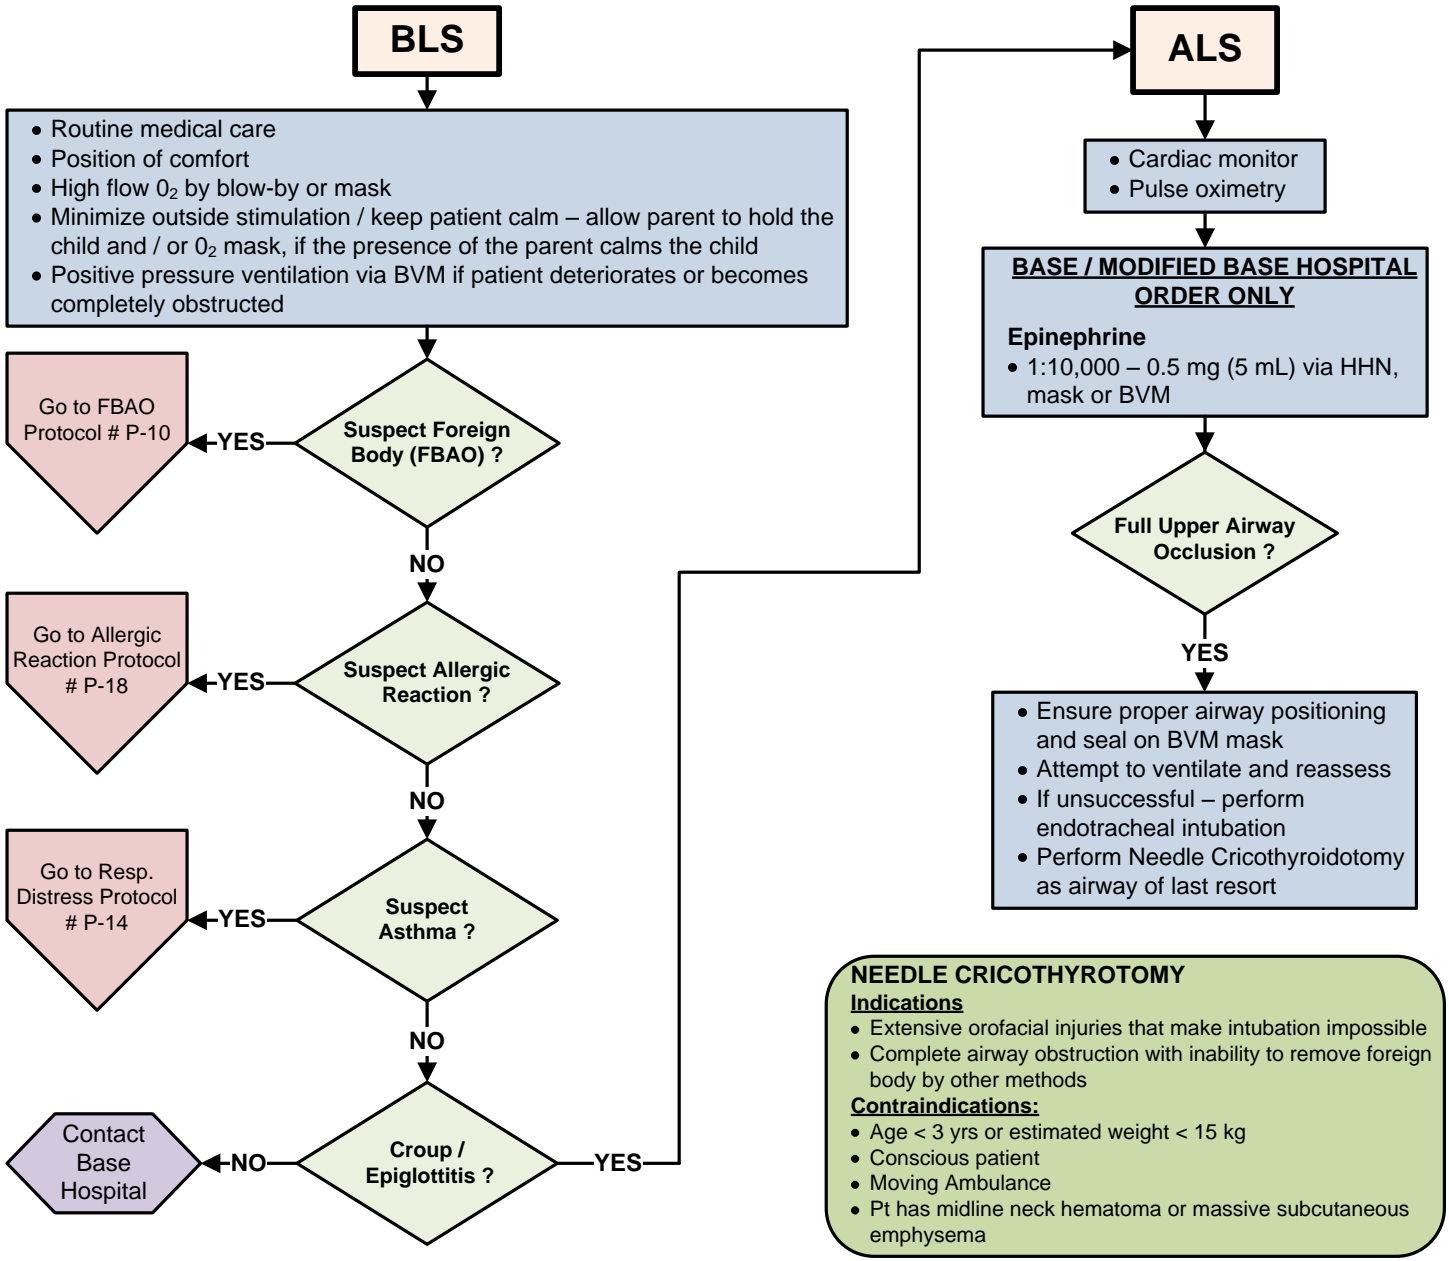 BLS
• Routine medical care
• Position of comfort
• High flow 0₂ by blow-by or mask
• Minimize outside stimulation / keep patient calm – allow parent to hold the
child and / or 0₂ mask, if the presence of the parent calms the child
• Positive pressure ventilation via BVM if patient deteriorates or becomes
completely obstructed
Suspect Foreign
Body (FBAO) ?
YES
Go to FBAO
Protocol # P-10
NO
Suspect Allergic
Reaction ?
YES
Go to Allergic
Reaction Protocol
# P-18
NO
Suspect
Asthma ?
YES
Go to Resp.
Distress Protocol
# P-14
NO
Croup /
Epiglottitis ?
NO
Contact
Base
Hospital
YES
ALS
• Cardiac monitor
• Pulse oximetry
BASE / MODIFIED BASE HOSPITAL
ORDER ONLY
Epinephrine
• 1:10,000 – 0.5 mg (5 mL) via HHN,
mask or BVM
Full Upper Airway
Occlusion ?
YES
• Ensure proper airway positioning
and seal on BVM mask
• Attempt to ventilate and reassess
• If unsuccessful – perform
endotracheal intubation
• Perform Needle Cricothyroidotomy
as airway of last resort
NEEDLE CRICOTHYROTOMY
Indications
• Extensive orofacial injuries that make intubation impossible
• Complete airway obstruction with inability to remove foreign
body by other methods
Contraindications:
• Age < 3 yrs or estimated weight < 15 kg
• Conscious patient
• Moving Ambulance
• Pt has midline neck hematoma or massive subcutaneous
emphysema